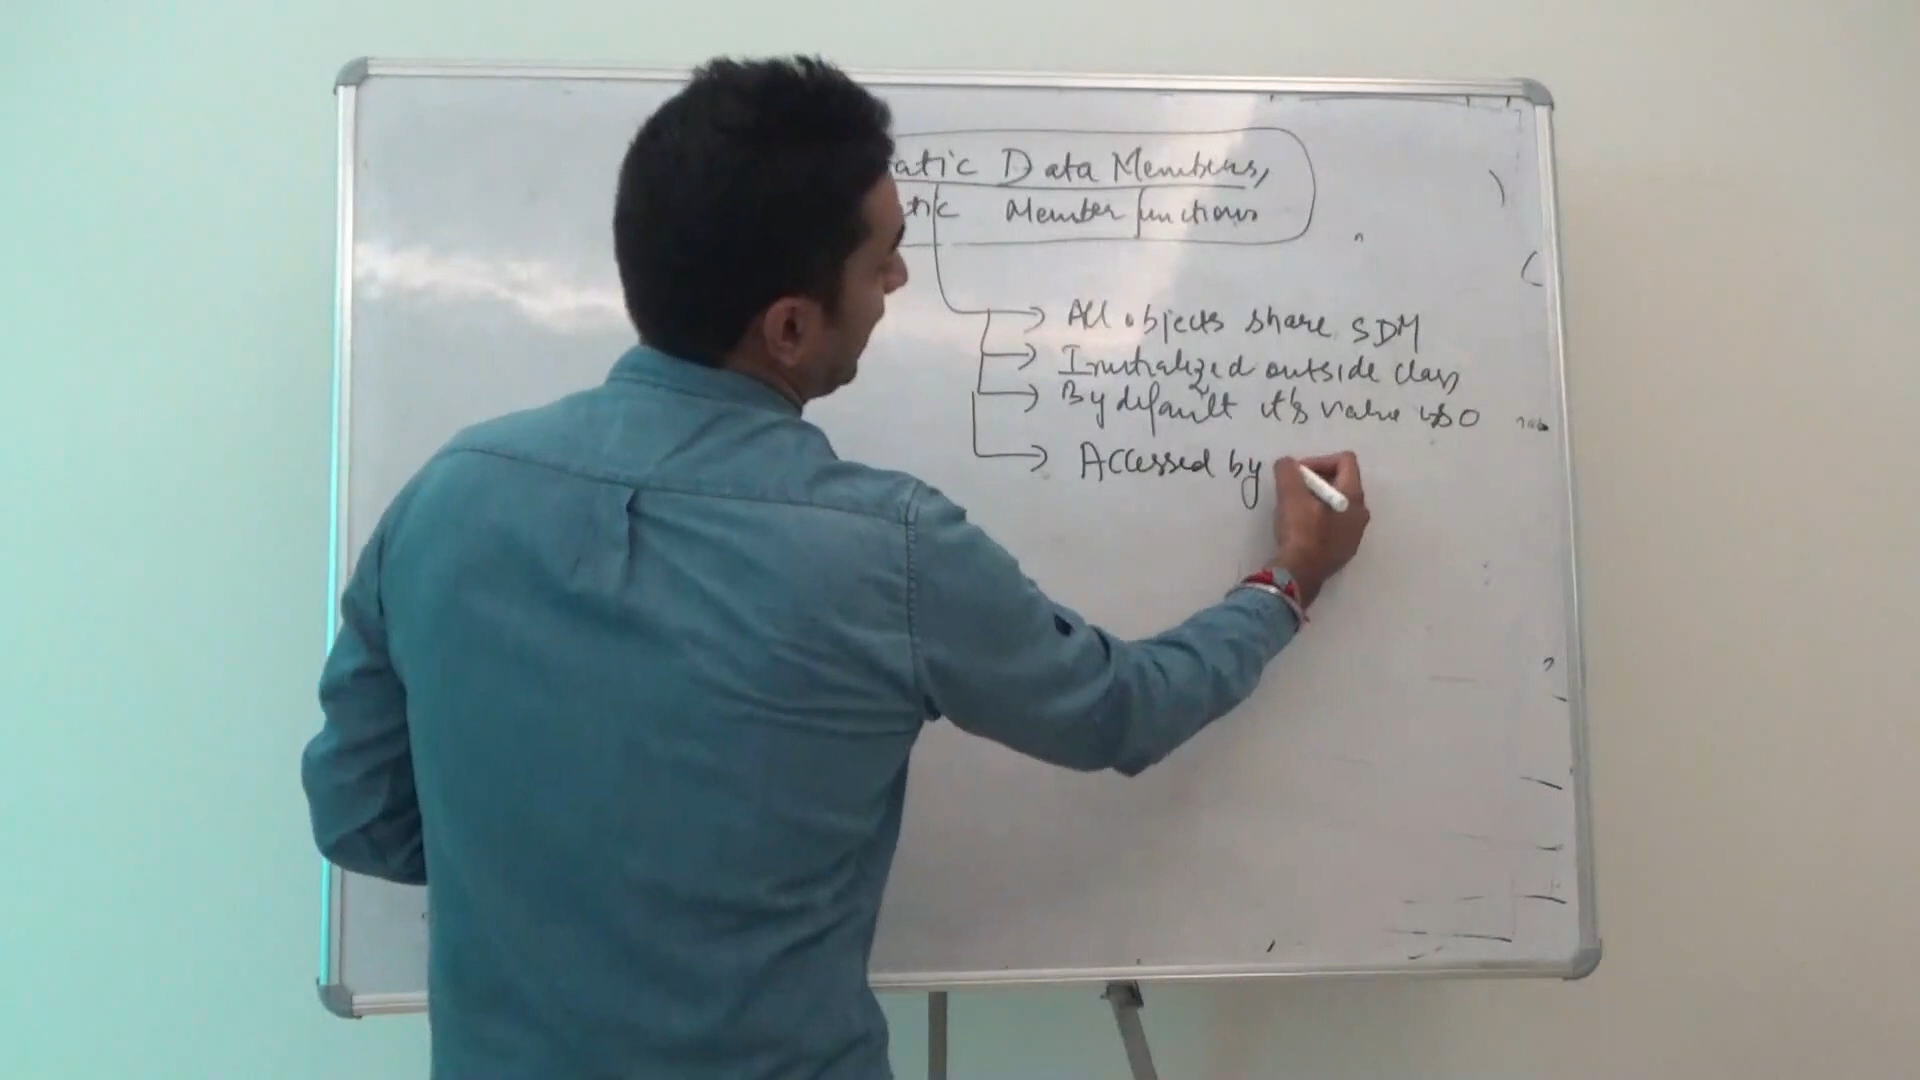 atic Data Members,
tic Member functions
All objects share SDM
Initialized outside class
By default it's value is 0
Accessed by